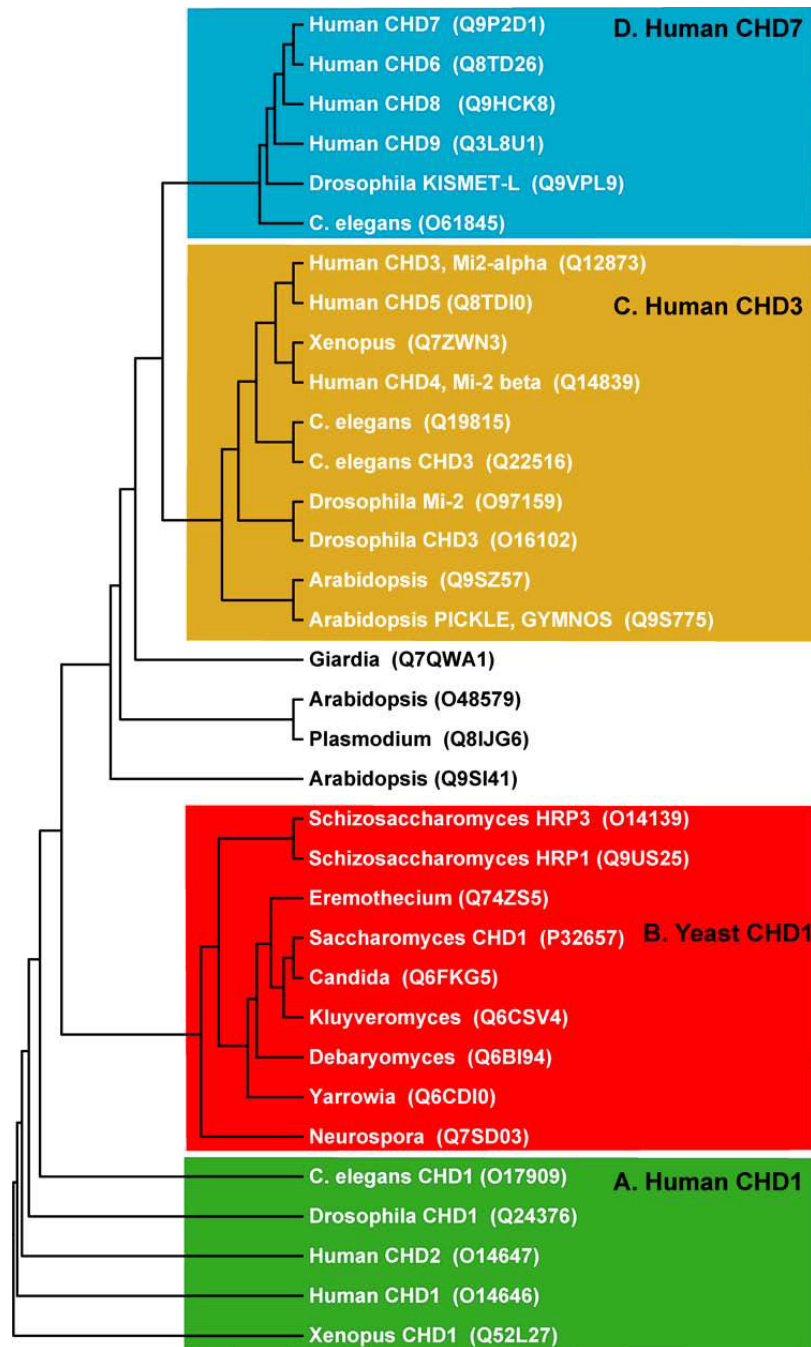 Human CHD7 (Q9P2D1) D. Human CHD7
Human CHD6 (Q8TD26)
Human CHD8 (Q9HCK8)
Human CHD9 (Q3L8U1)
Drosophila KISMET-L (Q9VPL9)
C. elegans (O61845)
Human CHD3, Mi2-alpha (Q12873)
Human CHD5 (Q8TDI0) C. Human CHD3
Xenopus (Q7ZWN3)
Human CHD4, Mi-2 beta (Q14839)
C. elegans (Q19815)
C. elegans CHD3 (Q22516)
Drosophila Mi-2 (O97159)
Drosophila CHD3 (O16102)
Arabidopsis (Q9SZ57)
Arabidopsis PICKLE, GYMNOS (Q9S775)
Giardia (Q7QWA1)
Arabidopsis (O48579)
Plasmodium (Q8IJG6)
Arabidopsis (Q9SI41)
Schizosaccharomyces HRP3 (O14139)
Schizosaccharomyces HRP1 (Q9US25)
Eremothecium (Q74ZS5)
Saccharomyces CHD1 (P32657) B. Yeast CHD1
Candida (Q6FKG5)
Kluyveromyces (Q6CSV4)
Debaryomyces (Q6BI94)
Yarrowia (Q6CDI0)
Neurospora (Q7SD03)
C. elegans CHD1 (O17909) A. Human CHD1
Drosophila CHD1 (Q24376)
Human CHD2 (O14647)
Human CHD1 (O14646)
Xenopus CHD1 (Q52L27)